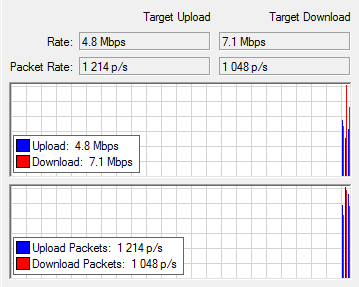 Target Upload Target Download
Rate: 4.8 Mbps 7.1 Mbps
Packet Rate: 1 214 p/s 1 048 p/s
Upload: 4.8 Mbps
Download: 7.1 Mbps
Upload Packets: 1 214 p/s
Download Packets: 1 048 p/s